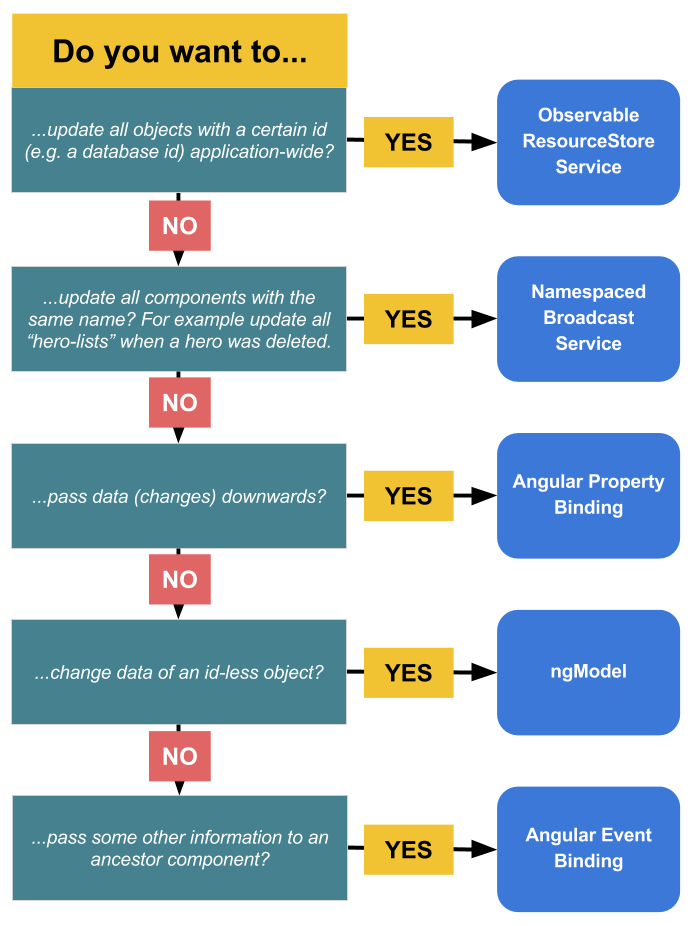 Do you want to...
...update all objects with a certain id
(e.g. a database id) application-wide?
YES
Observable
ResourceStore
Service
NO
...update all components with the
same name? For example update all
“hero-lists” when a hero was deleted.
YES
Namespaced
Broadcast
Service
NO
...pass data (changes) downwards?
YES
Angular Property
Binding
NO
...change data of an id-less object?
YES
ngModel
NO
...pass some other information to an
ancestor component?
YES
Angular Event
Binding